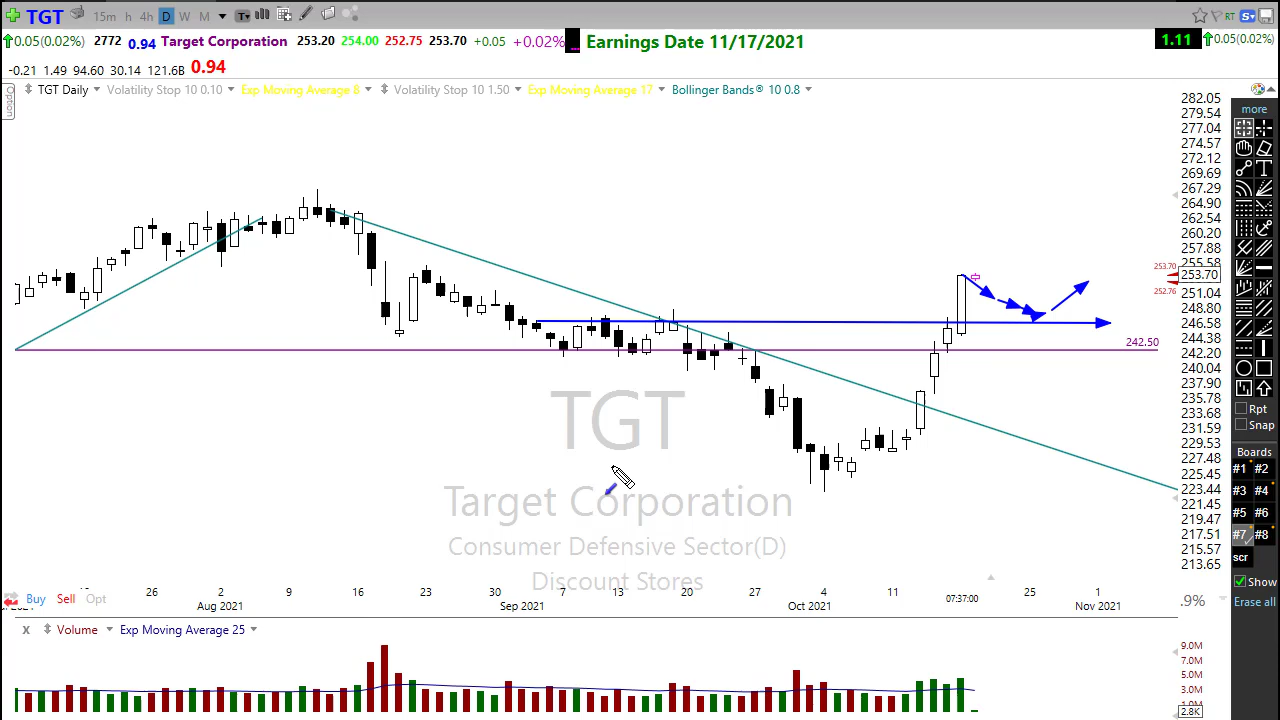 TGT 15m h 4h D W M T RT S
0.05(0.02%) 2772 0.94 Target Corporation 253.20 254.00 252.75 253.70 +0.05 +0.02% Earnings Date 11/17/2021 1.11 0.05(0.02%)
-0.21 1.49 94.60 30.14 121.6B 0.94
Option TGT Daily Volatility Stop 10 0.10 Exp Moving Average 8 Volatility Stop 10 1.50 Exp Moving Average 17 Bollinger Bands® 10 0.8
282.05
279.54
277.04
274.57
272.12
269.69
267.29
264.90
262.54
260.20
257.88
255.58
253.70
251.04
248.80
246.58
244.38
242.20
240.04
237.90
235.78
233.68
231.59
229.53
227.48
225.45
223.44
221.45
219.47
217.51
215.57
213.65
253.70
252.76
242.50
TGT
Target Corporation
Consumer Defensive Sector(D)
Discount Stores
26 2 9 16 23 30 7 13 20 27 4 11 07:37:00 25 1
Aug 2021 Sep 2021 Oct 2021 Nov 2021
Buy Sell Opt .9%
x Volume Exp Moving Average 25
9.0M
7.0M
5.0M
3.0M
2.8K
more
Rpt
Snap
Boards
#1 #2
#3 #4
#5 #6
#7 #8
scr
Show
Erase all